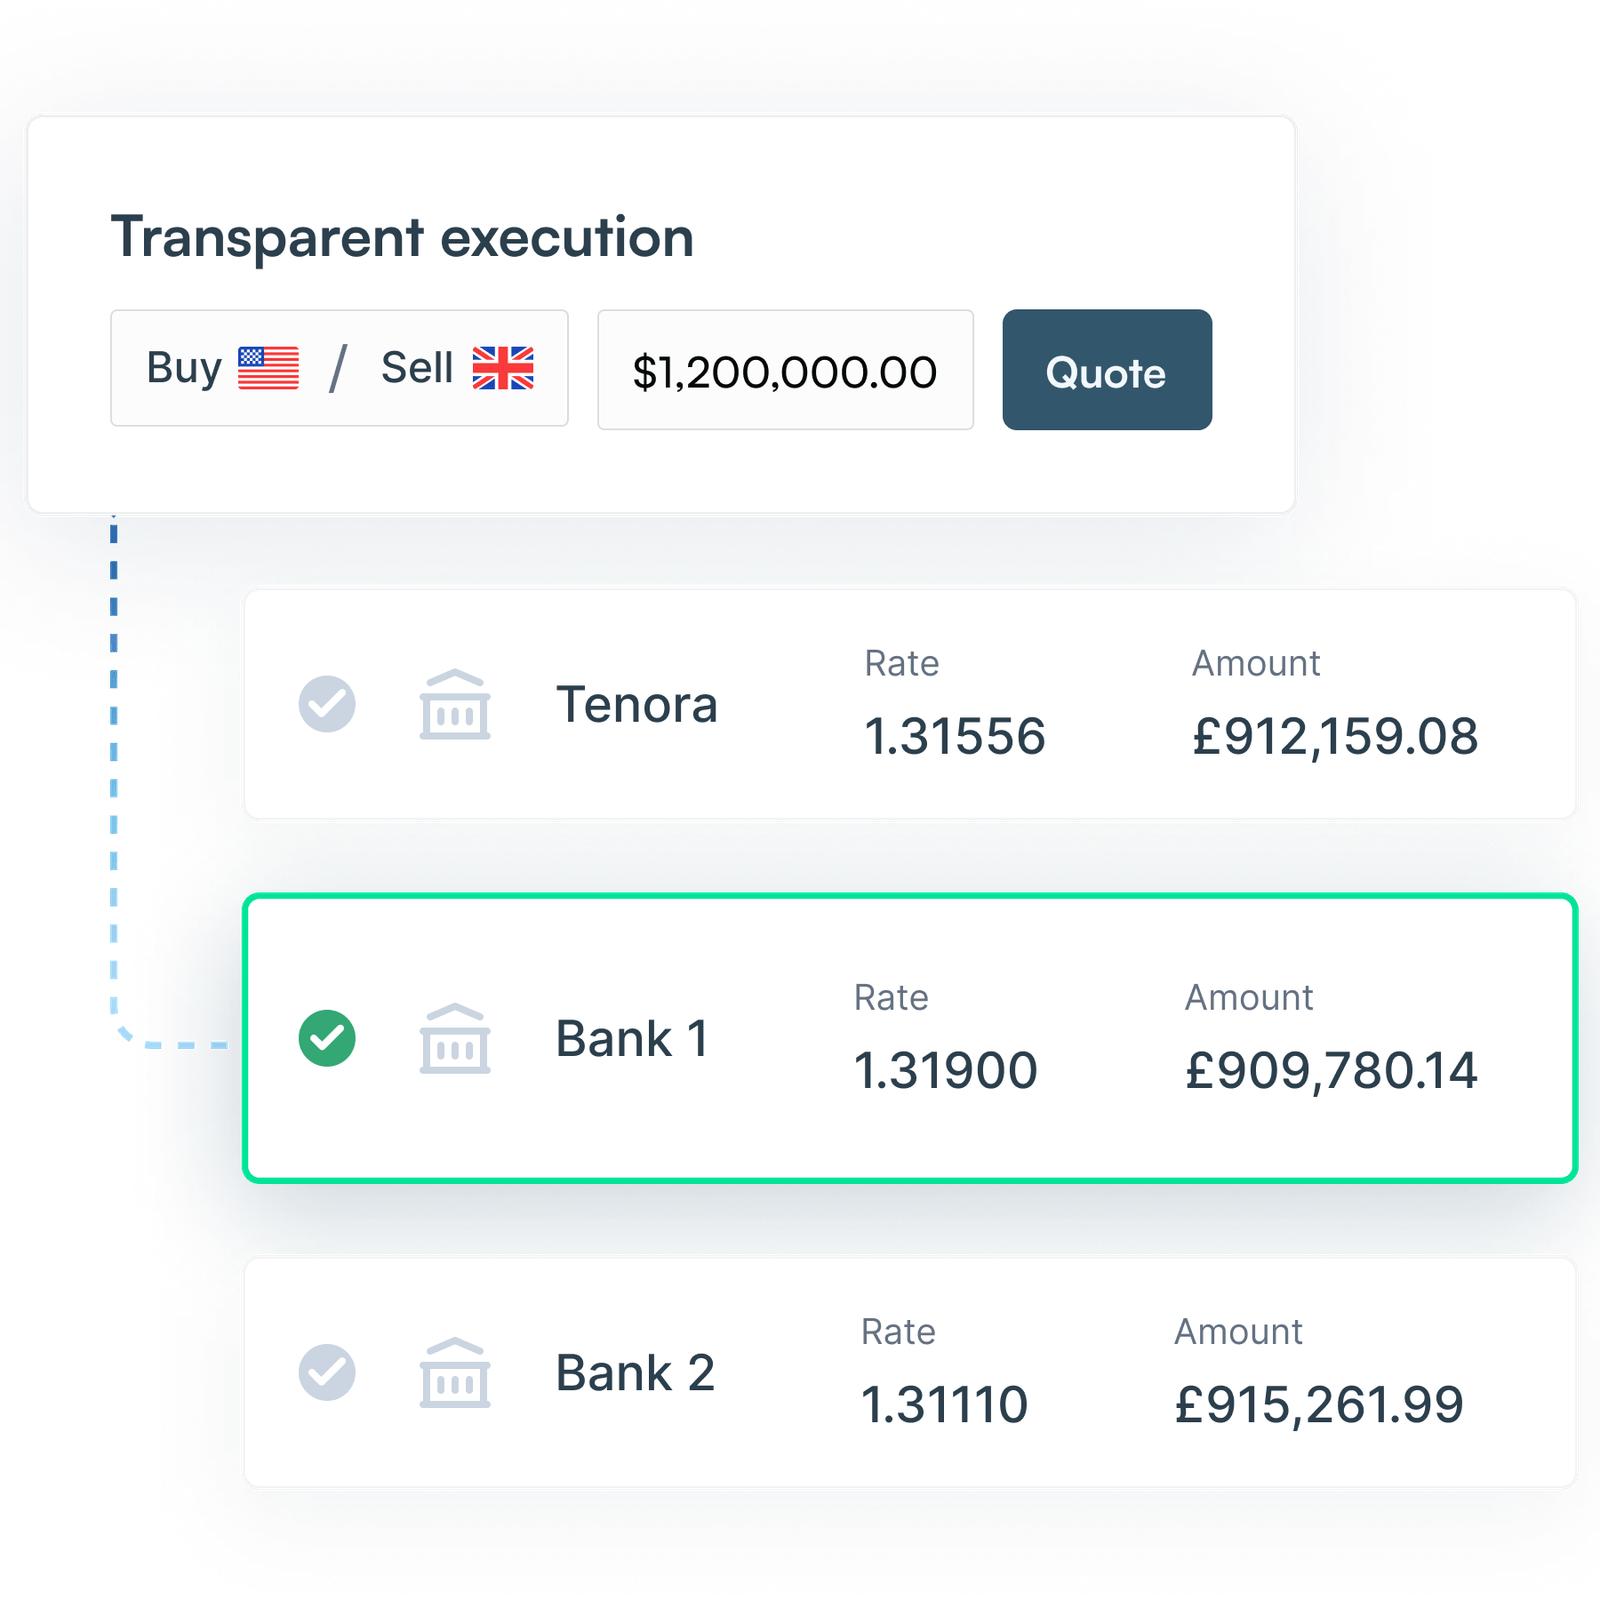 Transparent execution
Buy / Sell $1,200,000.00 Quote
Rate Amount
Tenora 1.31556 £912,159.08
Rate Amount
Bank 1 1.31900 £909,780.14
Rate Amount
Bank 2 1.31110 £915,261.99